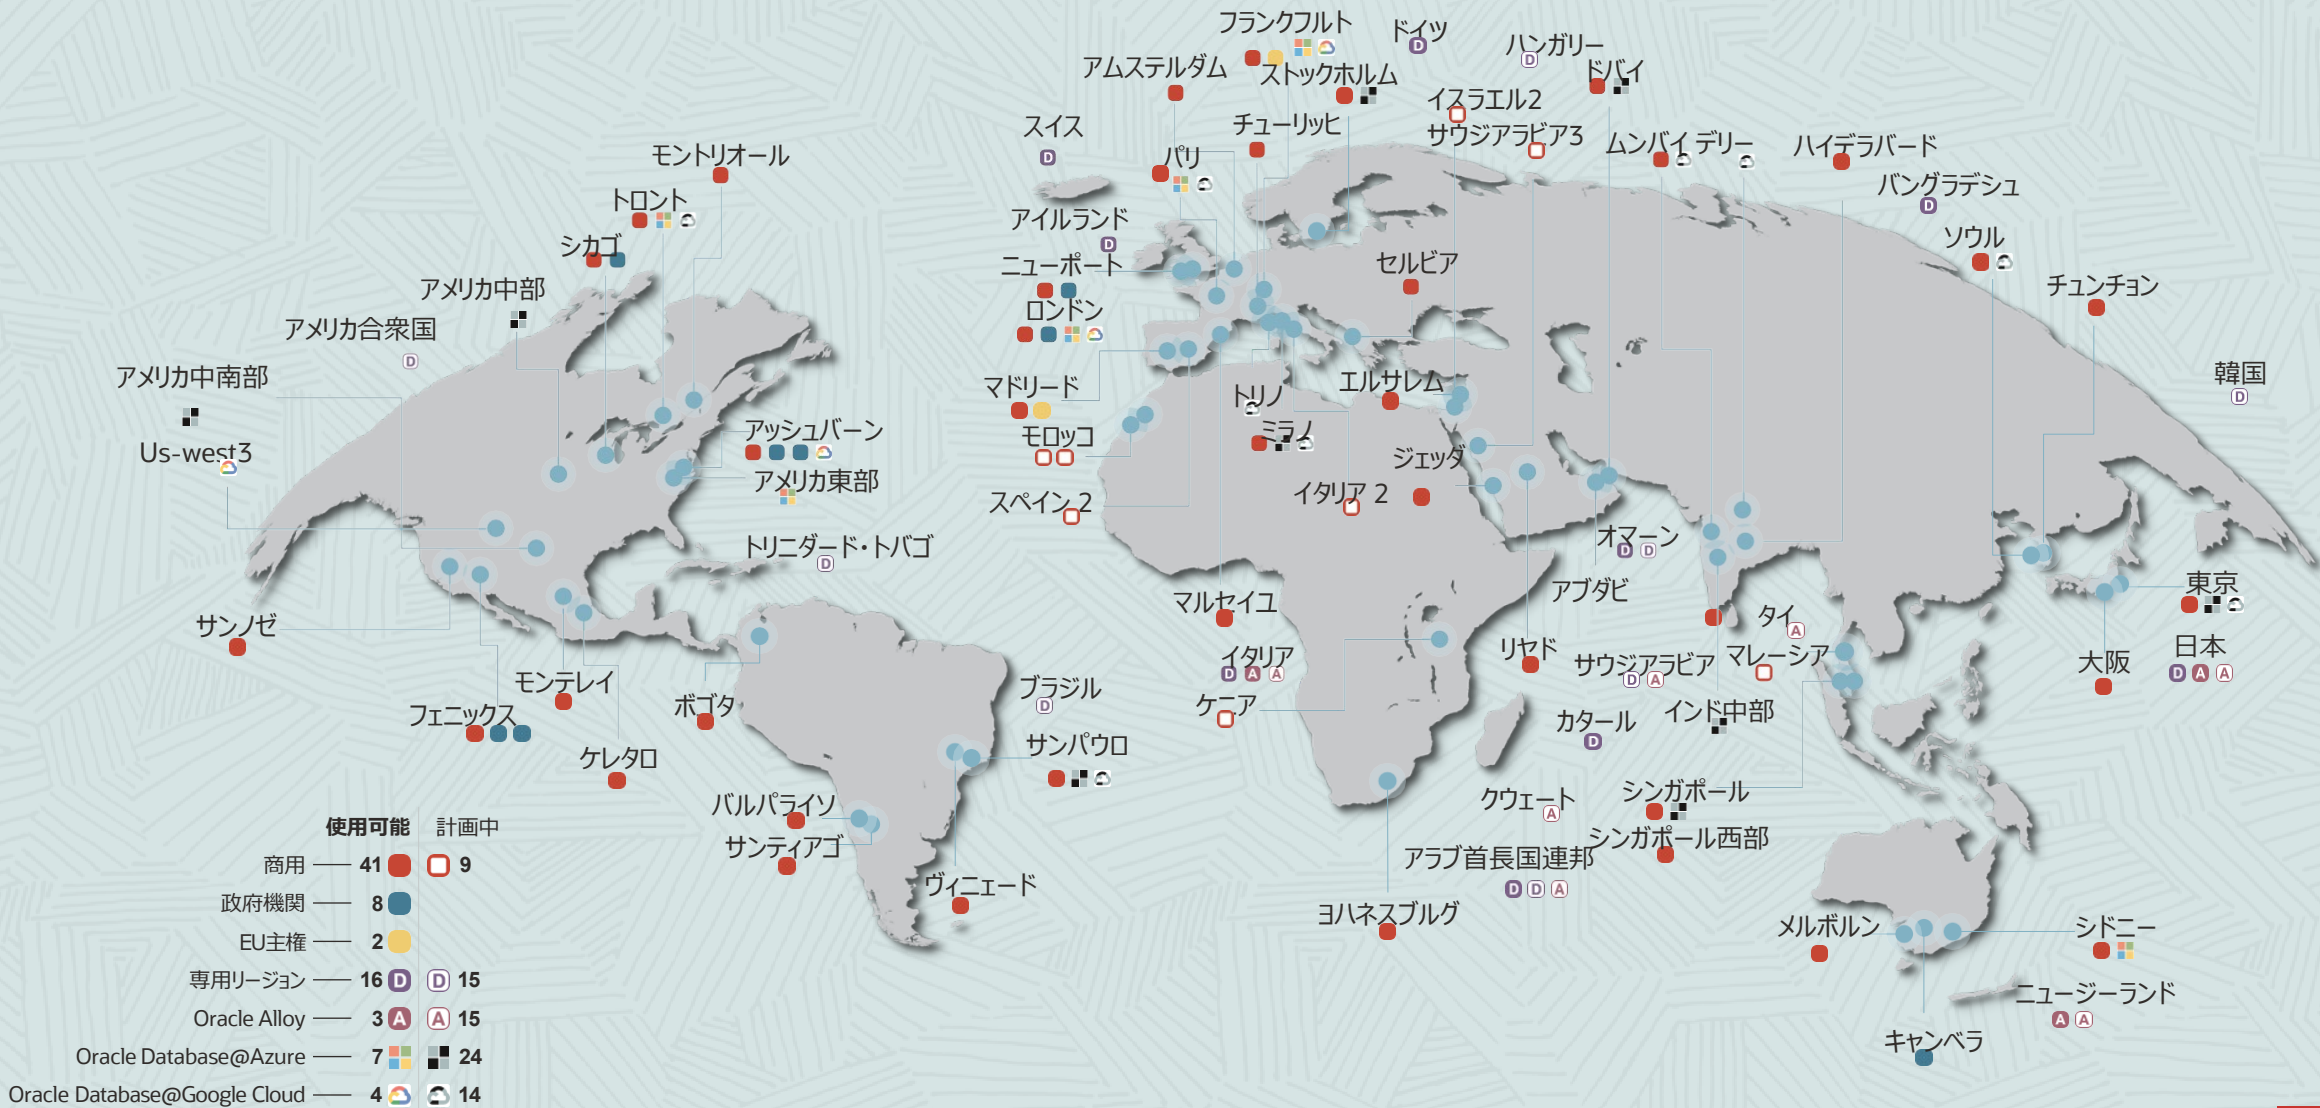 フランクフルト
ドイツ
ハンガリー
アムステルダム
ストックホルム
ドバイ
イスラエル2
スイス
チューリッヒ
サウジアラビア3
ムンバイ デリー
ハイデラバード
モントリオール
パリ
バングラデシュ
トロント
アイルランド
ソウル
シカゴ
ニューポート
セルビア
チュンチョン
アメリカ中部
ロンドン
アメリカ合衆国
アメリカ中南部
マドリード
トリノ
エルサレム
韓国
Us-west3
アッシュバーン
モロッコ
ミラノ
ジェッダ
アメリカ東部
スペイン 2
イタリア 2
トリニダード・トバゴ
オマーン
アブダビ
東京
サンノゼ
マルセイユ
タイ
リヤド
サウジアラビア
マレーシア
大阪
日本
イタリア
モンテレイ
ボゴタ
ブラジル
ケニア
カタール
インド中部
フェニックス
ケレタロ
サンパウロ
バルパライソ
クウェート
シンガポール
サンティアゴ
アラブ首長国連邦
シンガポール西部
ヴィニェード
ヨハネスブルグ
メルボルン
シドニー
ニュージーランド
キャンベラ
使用可能 計画中
商用 41 9
政府機関 8
EU主権 2
専用リージョン 16 D D 15
Oracle Alloy 3 A A 15
Oracle Database@Azure 7 24
Oracle Database@Google Cloud 4 14